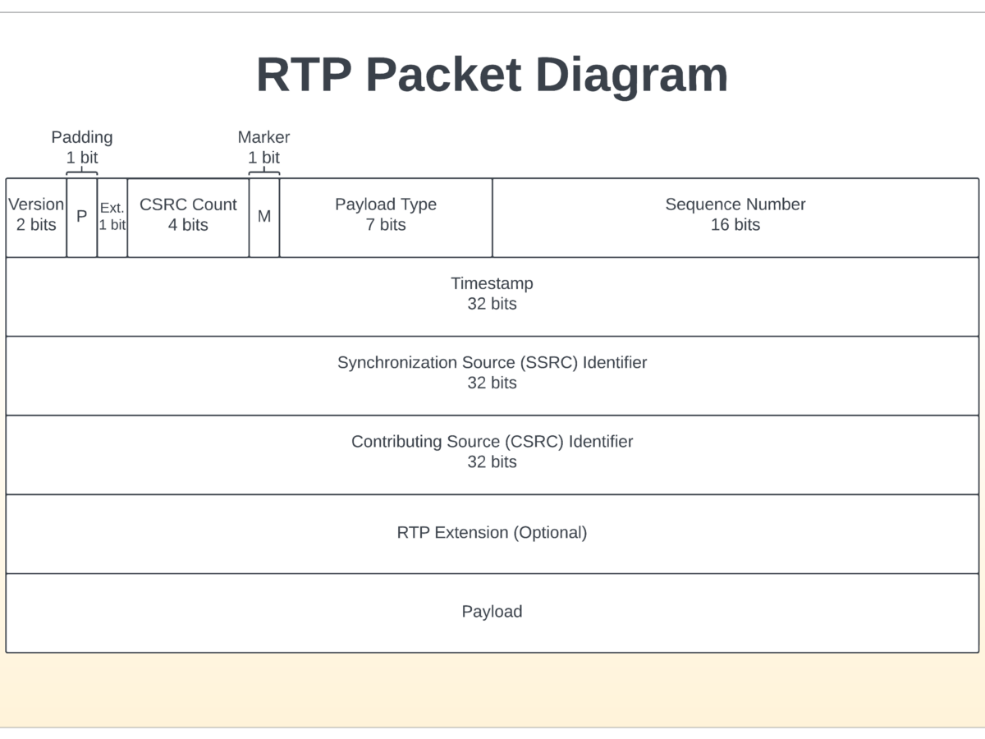 RTP Packet Diagram
Padding
1 bit
Marker
1 bit
Version
2 bits
P
Ext.
1 bit
CSRC Count
4 bits
M
Payload Type
7 bits
Sequence Number
16 bits
Timestamp
32 bits
Synchronization Source (SSRC) Identifier
32 bits
Contributing Source (CSRC) Identifier
32 bits
RTP Extension (Optional)
Payload